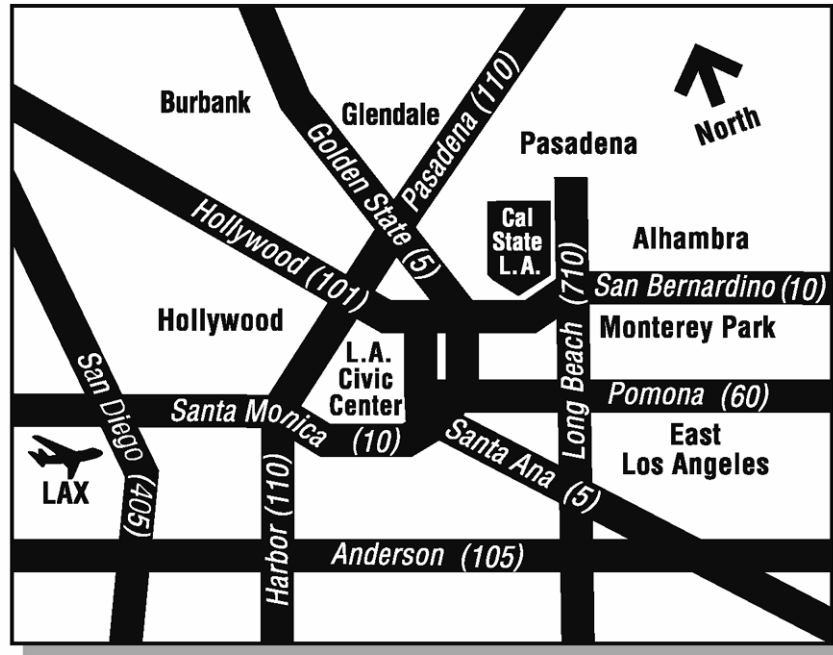 Burbank
Glendale
Pasadena (110)
North
Golden State (5)
Pasadena
Hollywood (101)
Cal
State
L.A.
Alhambra
San Bernardino (10)
Long Beach (710)
Monterey Park
Hollywood
L.A.
Civic
Center
San Diego (405)
Santa Monica (10)
Pomona (60)
Santa Ana (5)
East
Los Angeles
LAX
Harbor (110)
Anderson (105)